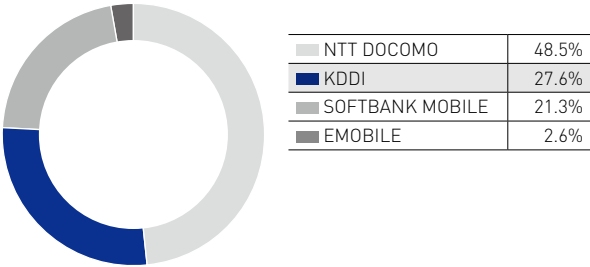 NTT DOCOMO 48.5%
KDDI 27.6%
SOFTBANK MOBILE 21.3%
EMOBILE 2.6%